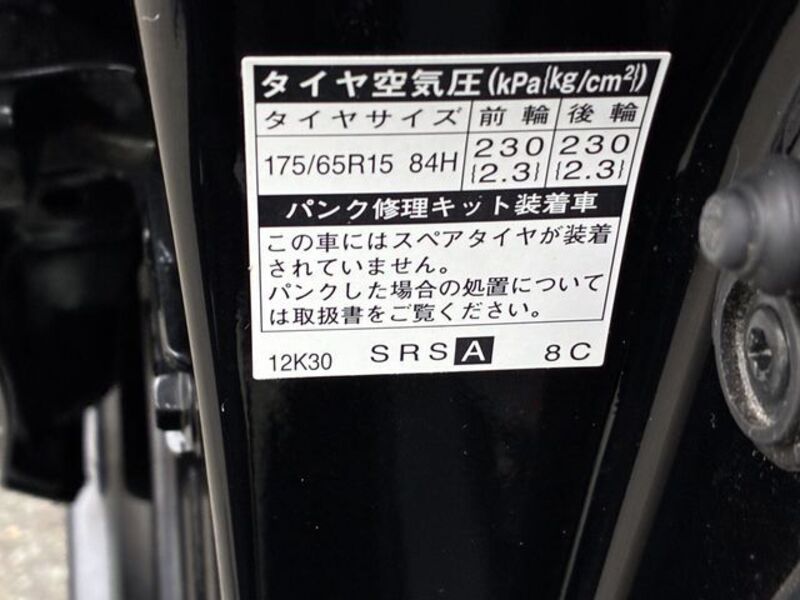 タイヤ空気圧(kPa{kg/cm²})
タイヤサイズ 前輪 後輪
175/65R15 84H 230 {2.3} 230 {2.3}
パンク修理キット装着車
この車にはスペアタイヤが装着
されていません。
パンクした場合の処置について
は取扱書をご覧ください。
12K30 SRS A 8C